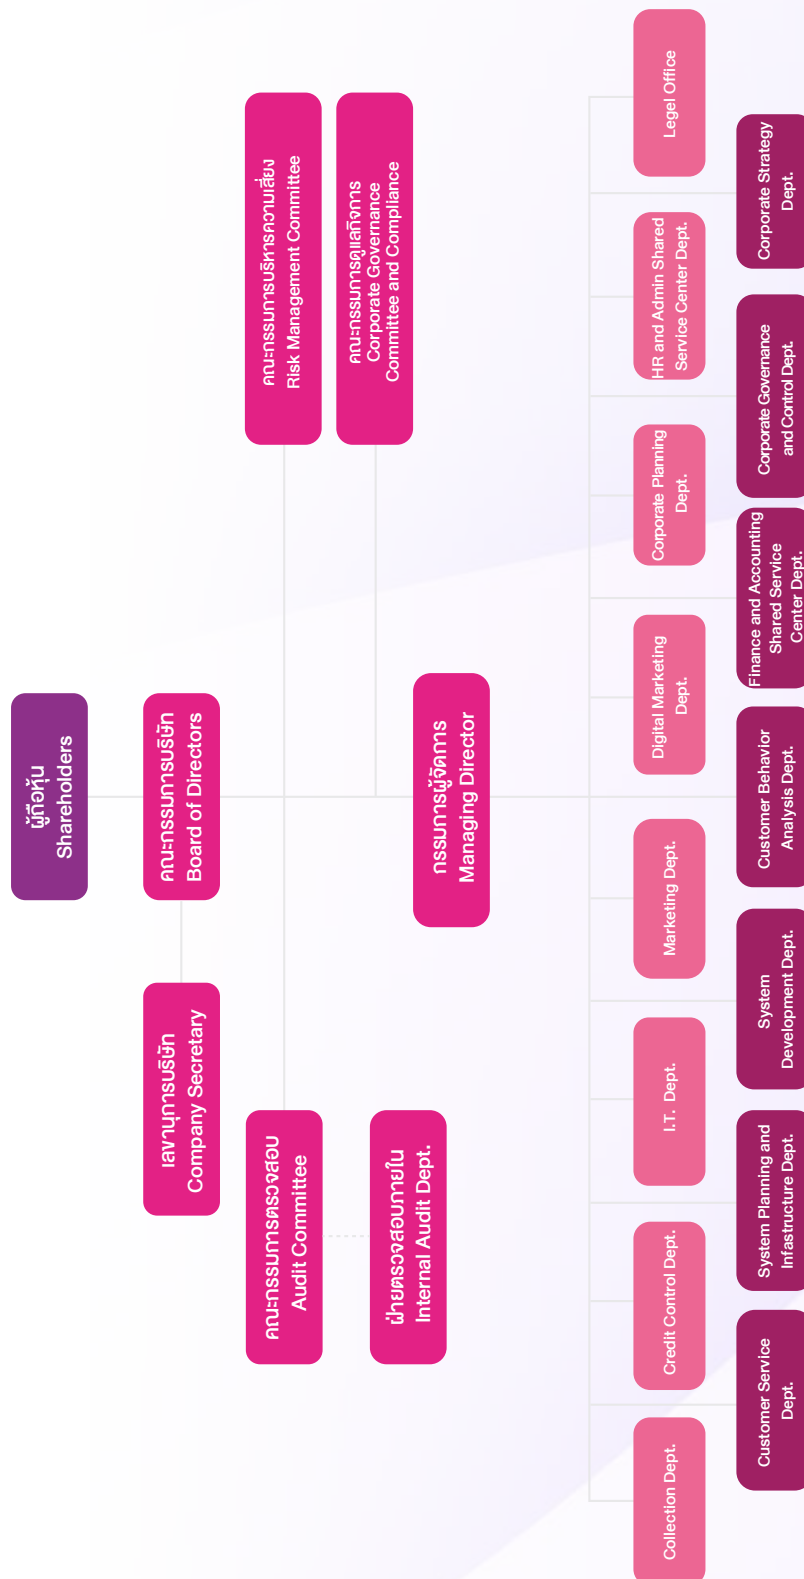 ผู้ถือหุ้น
Shareholders
คณะกรรมการบริษัท
Board of Directors
เลขานุการบริษัท
Company Secretary
คณะกรรมการตรวจสอบ
Audit Committee
คณะกรรมการบริหารความเสี่ยง
Risk Management Committee
ฝ่ายตรวจสอบภายใน
Internal Audit Dept.
คณะกรรมการดูแลกิจการ
Corporate Governance
Committee and Compliance
กรรมการผู้จัดการ
Managing Director
Collection Dept.
Credit Control Dept.
I.T. Dept.
Marketing Dept.
Digital Marketing
Dept.
Corporate Planning
Dept.
HR and Admin Shared
Service Center Dept.
Legel Office
Customer Service
Dept.
System Planning and
Infastructure Dept.
System
Development Dept.
Customer Behavior
Analysis Dept.
Finance and Accounting
Shared Service
Center Dept.
Corporate Governance
and Control Dept.
Corporate Strategy
Dept.